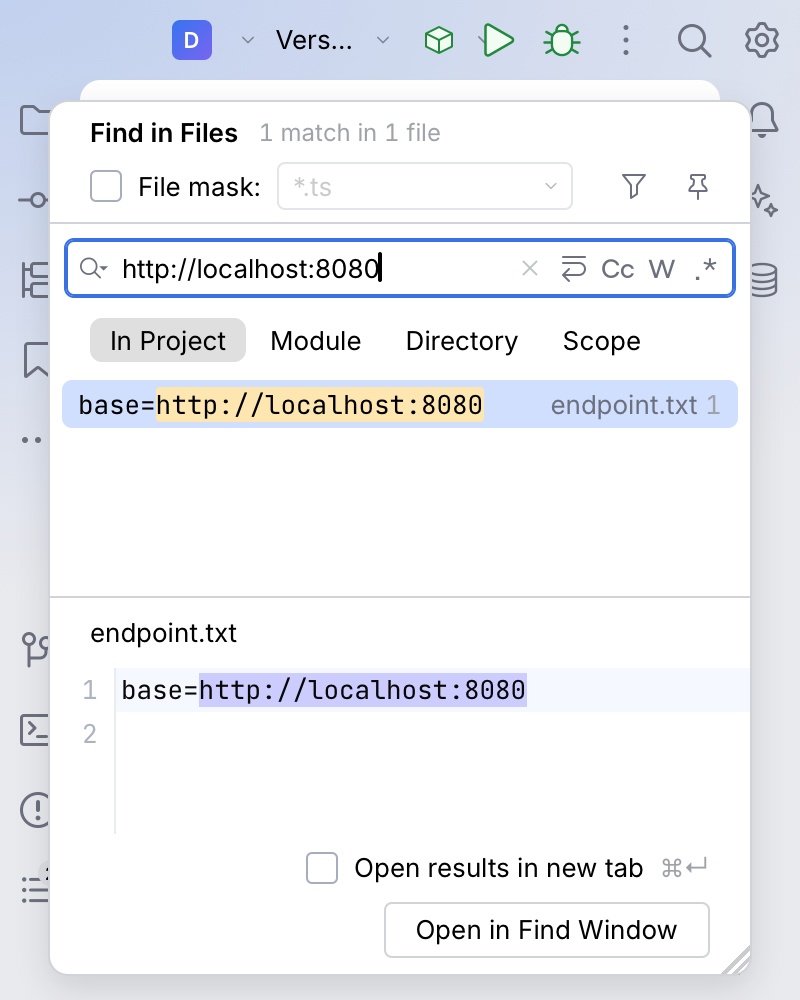 D Vers...
Find in Files 1 match in 1 file
File mask: *.ts
http://localhost:8080 Cc W .*
In Project Module Directory Scope
base=http://localhost:8080 endpoint.txt 1
endpoint.txt
1 base=http://localhost:8080
2
Open results in new tab ⌘↵
Open in Find Window